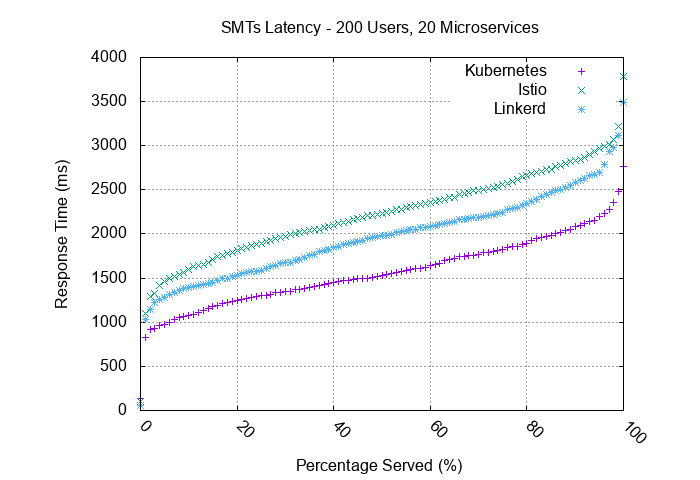 SMTs Latency - 200 Users, 20 Microservices
4000
3500
3000
2500
2000
1500
1000
500
0
Response Time (ms)
Kubernetes
Istio
Linkerd
0
20
40
60
80
100
Percentage Served (%)